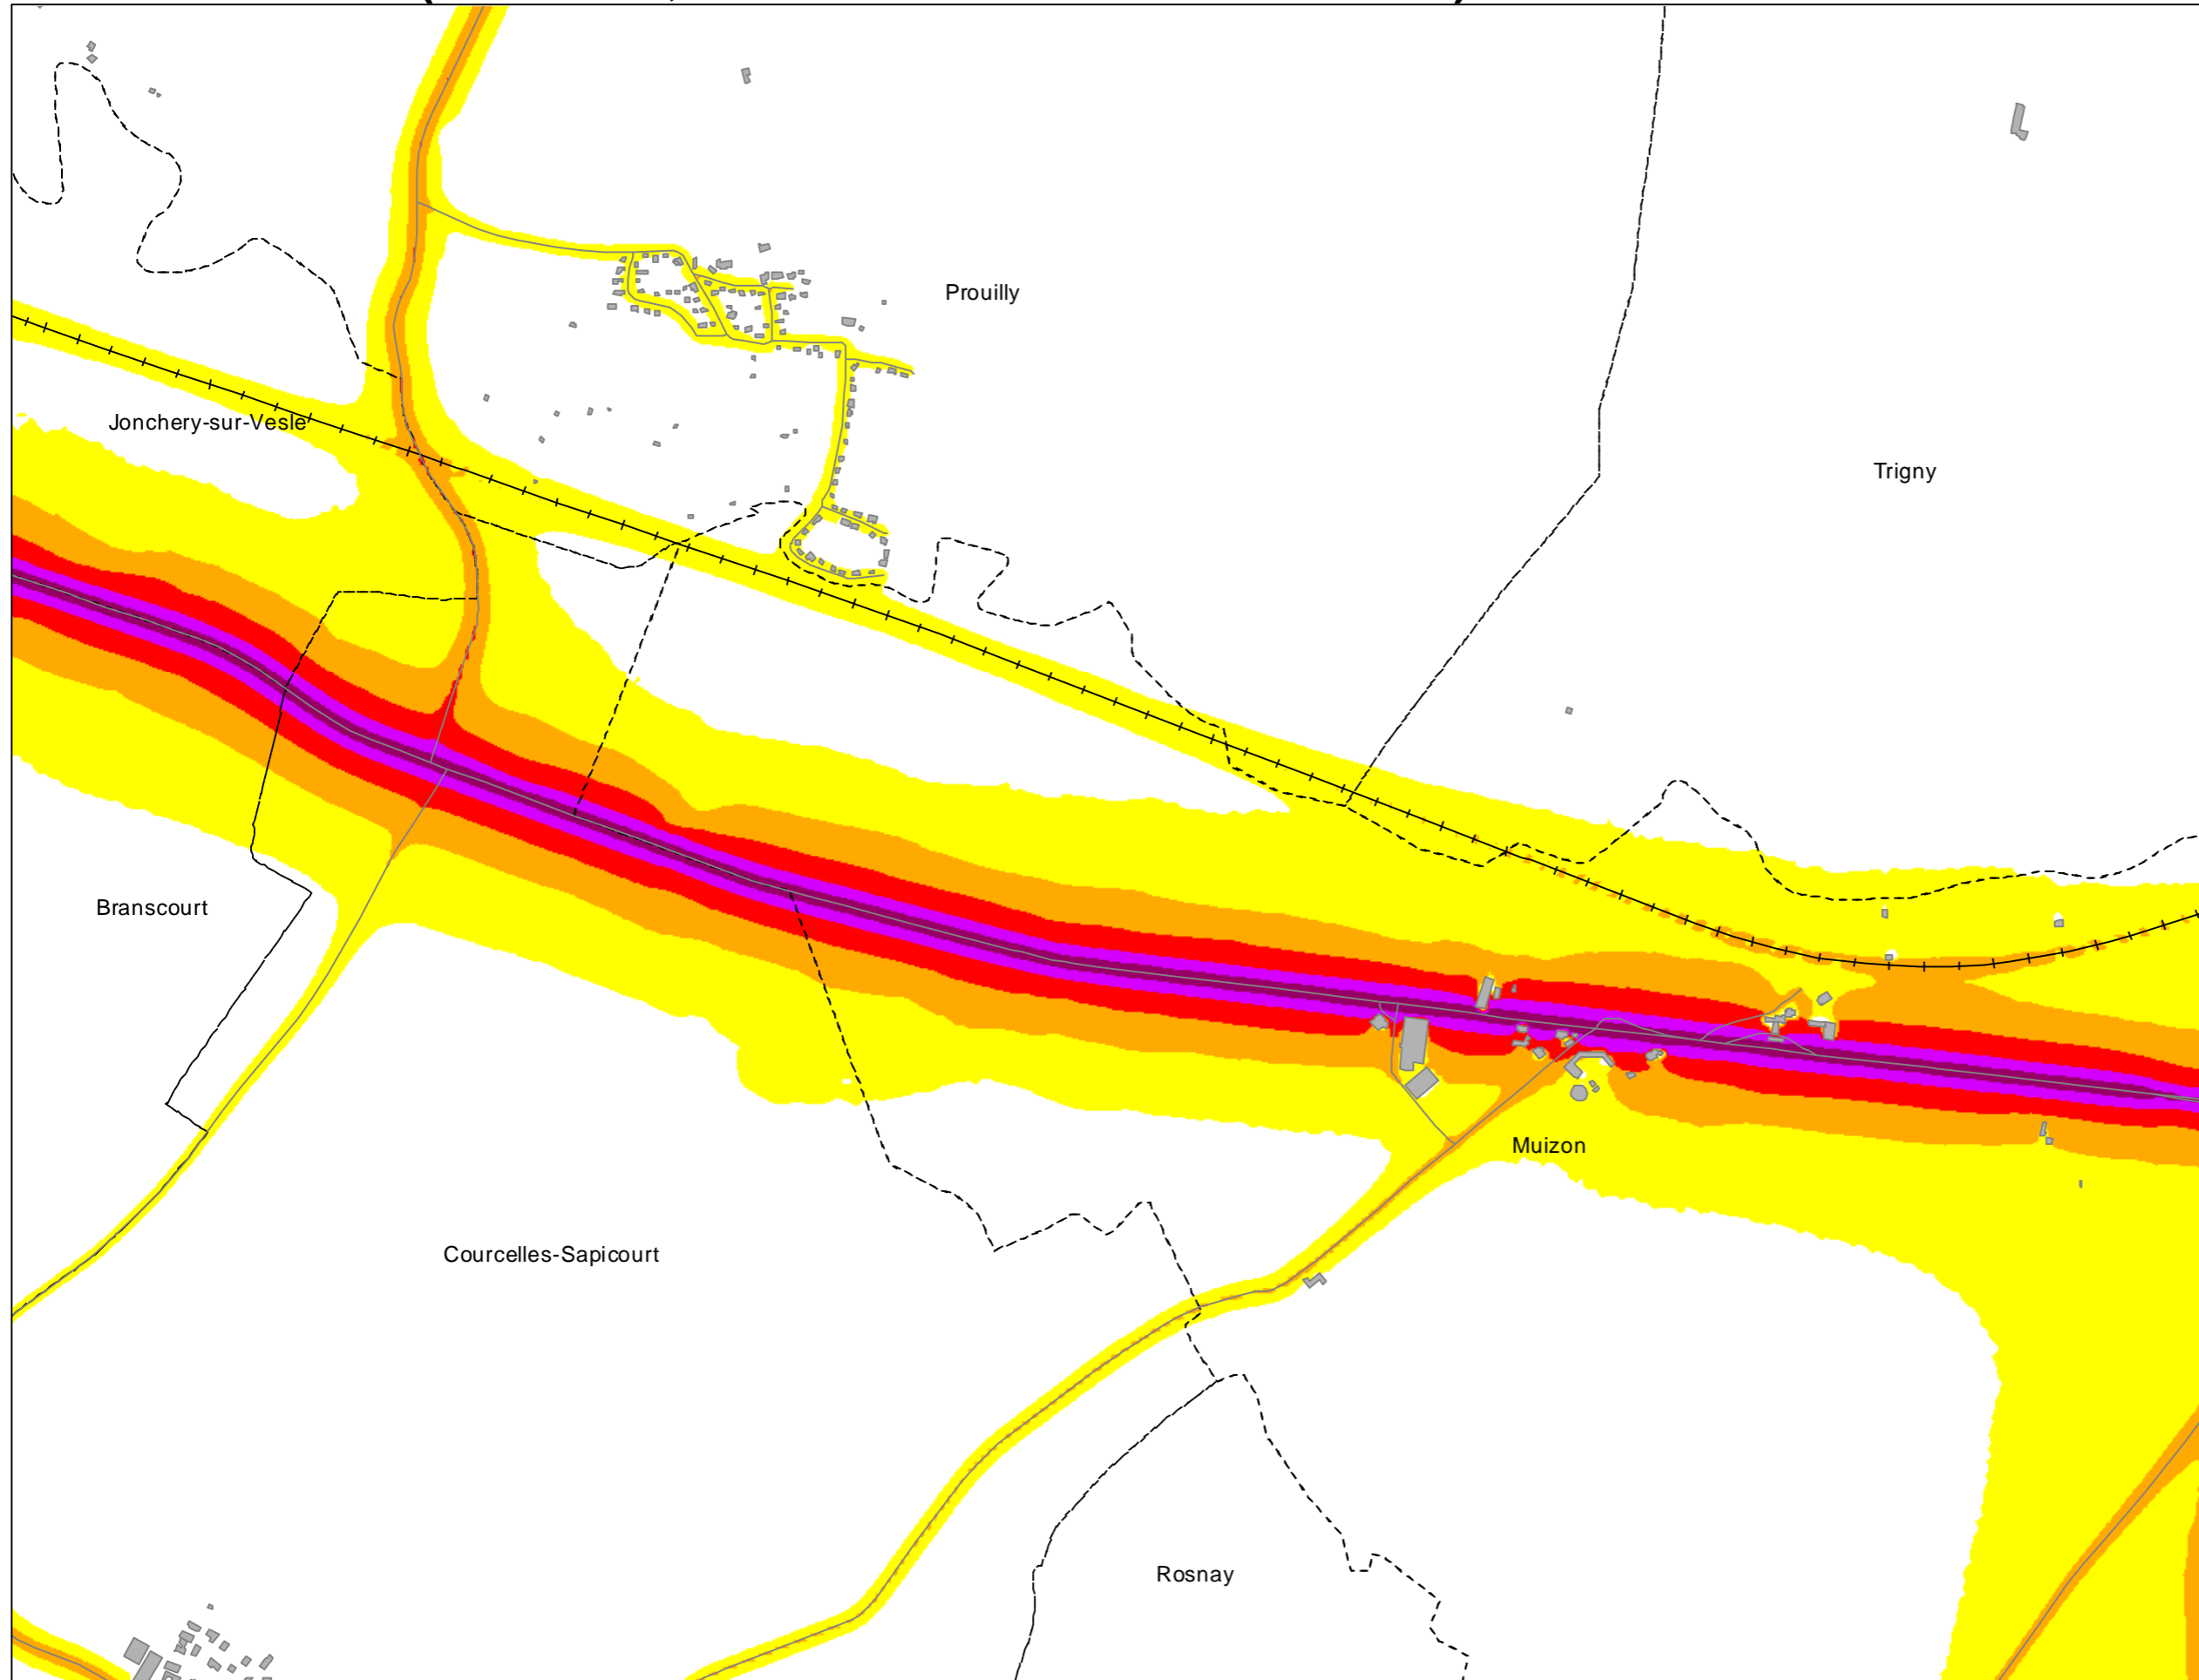 Prouilly
Jonchery-sur-Vesle
Trigny
Branscourt
Muizon
Courcelles-Sapicourt
Rosnay